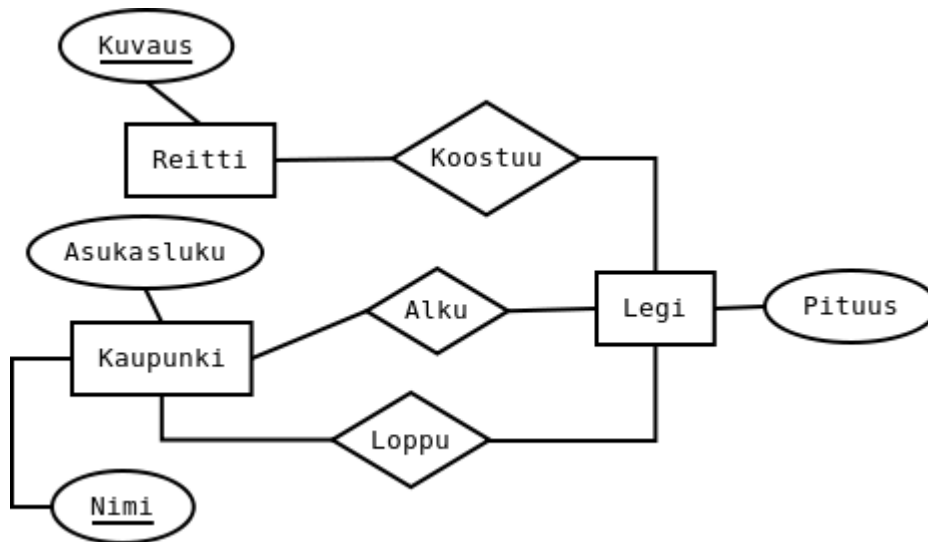 Kuvaus
Reitti
Koostuu
Asukasluku
Alku
Legi
Pituus
Kaupunki
Loppu
Nimi